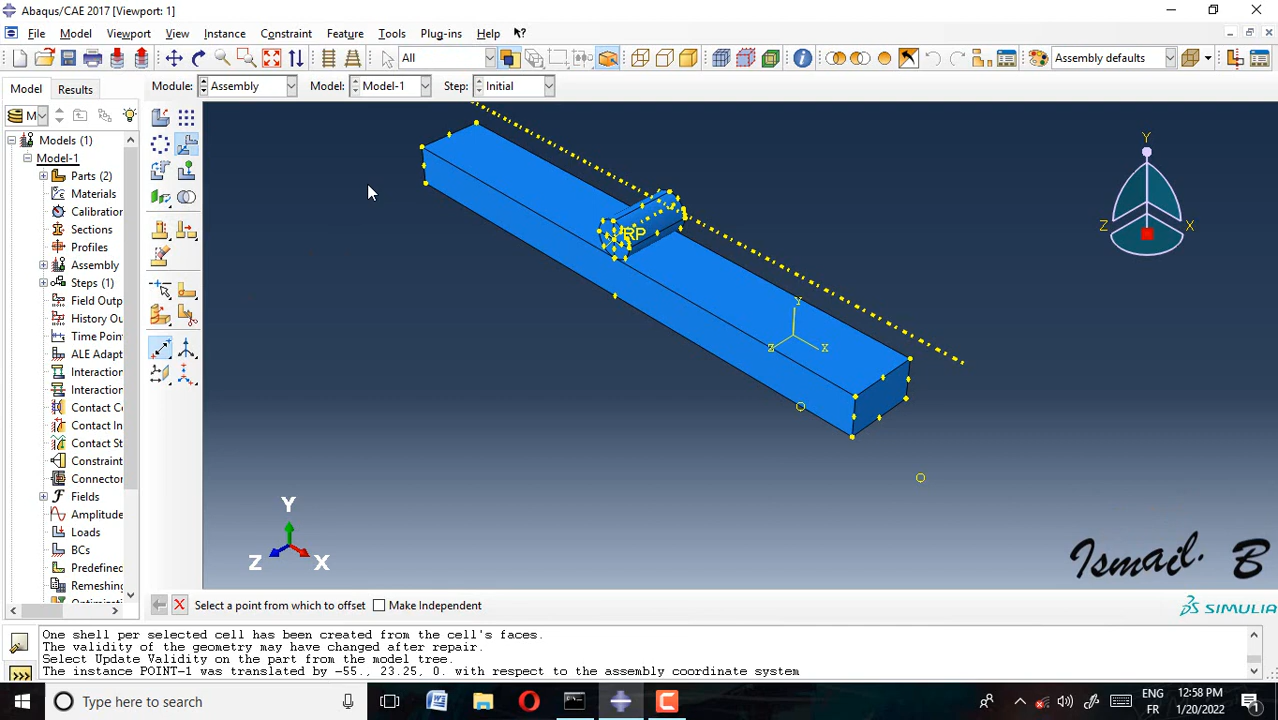 Abaqus/CAE 2017 [Viewport: 1]
File Model Viewport View Instance Constraint Feature Tools Plug-ins Help
All Assembly defaults
Model Results Module: Assembly Model: Model-1 Step: Initial
M
Models (1)
Model-1
Parts (2)
Materials
Calibration
Sections
Profiles
Assembly
Steps (1)
Field Outp
History Ou
Time Point
ALE Adapt
Interaction
Interaction
Contact Co
Contact In
Contact St
Constraint
Connector
Fields
Amplitude
Loads
BCs
Predefined
Remeshing
RP
Y
Z X
Y
Z X
Y
Z X
Ismail. B
SIMULIA
Select a point from which to offset Make Independent
One shell per selected cell has been created from the cell's faces.
The validity of the geometry may have changed after repair.
Select Update Validity on the part from the model tree.
The instance POINT-1 was translated by -55., 23.25, 0. with respect to the assembly coordinate system
>>>
Type here to search
ENG
FR
12:58 PM
1/20/2022